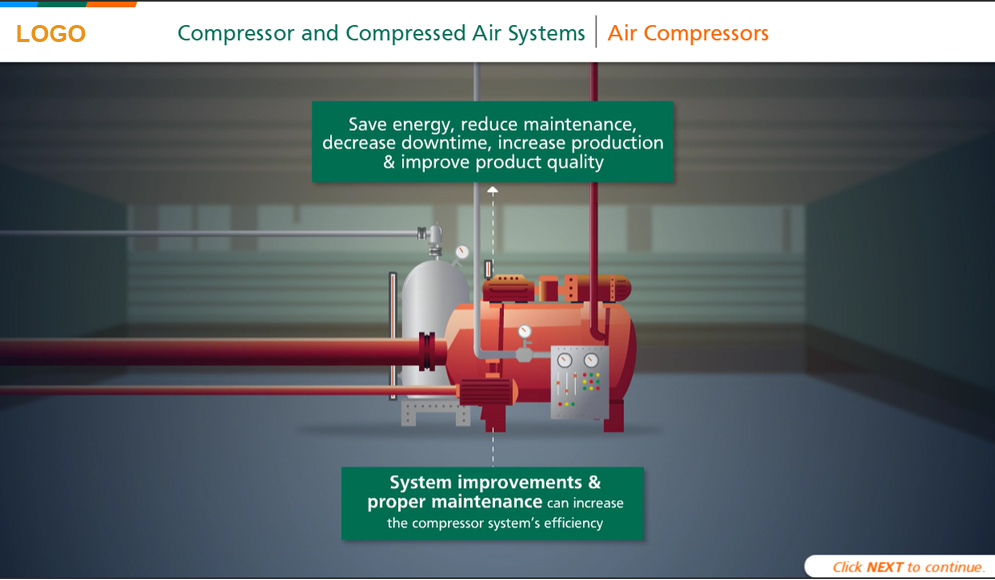 LOGO
Compressor and Compressed Air Systems
Air Compressors
Save energy, reduce maintenance,
decrease downtime, increase production
& improve product quality
System improvements &
proper maintenance can increase
the compressor system's efficiency
Click NEXT to continue.